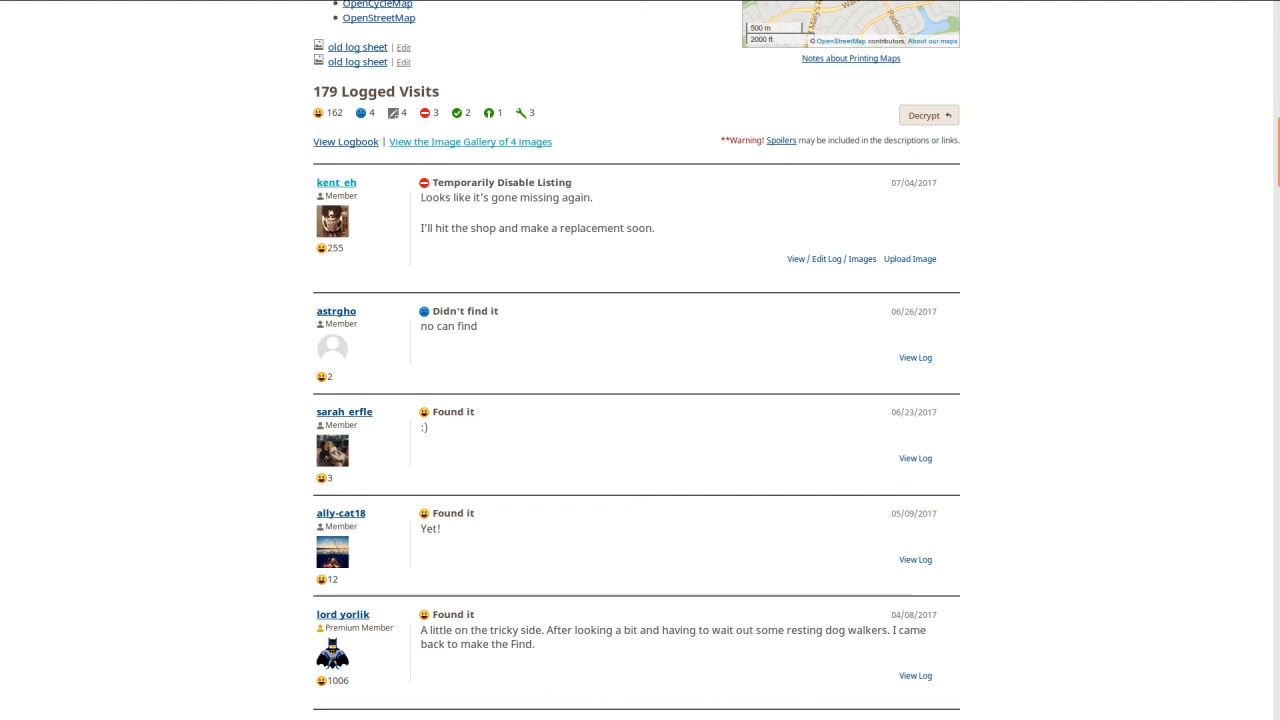 OpenCycleMap
OpenStreetMap
500 m
2000 ft
© OpenStreetMap contributors. About our maps
old log sheet | Edit
old log sheet | Edit
Notes about Printing Maps
179 Logged Visits
162 4 4 3 2 1 3
Decrypt
View Logbook | View the Image Gallery of 4 images
**Warning! Spoilers may be included in the descriptions or links.
kent_eh
Member
255
Temporarily Disable Listing
07/04/2017
Looks like it's gone missing again.
I'll hit the shop and make a replacement soon.
View / Edit Log / Images Upload Image
astrgho
Member
2
Didn't find it
06/26/2017
no can find
View Log
sarah_erfle
Member
3
Found it
06/23/2017
:)
View Log
ally-cat18
Member
12
Found it
05/09/2017
Yet!
View Log
lord yorlik
Premium Member
1006
Found it
04/08/2017
A little on the tricky side. After looking a bit and having to wait out some resting dog walkers. I came
back to make the Find.
View Log